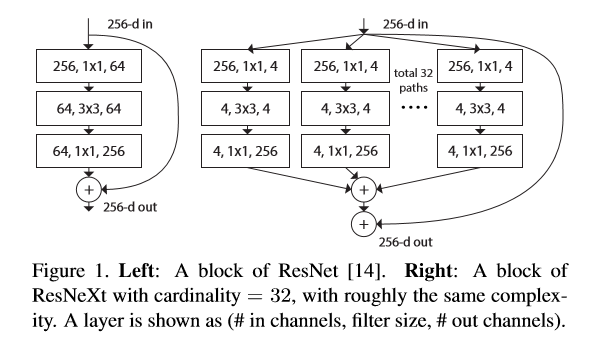 256-d in
256, 1x1, 64
64, 3x3, 64
64, 1x1, 256
+
256-d out
256-d in
256, 1x1, 4
256, 1x1, 4
total 32
paths
....
256, 1x1, 4
4, 3x3, 4
4, 3x3, 4
4, 3x3, 4
4, 1x1, 256
4, 1x1, 256
4, 1x1, 256
+
+
256-d out
Figure 1. Left: A block of ResNet [14]. Right: A block of
ResNeXt with cardinality = 32, with roughly the same complex-
ity. A layer is shown as (# in channels, filter size, # out channels).